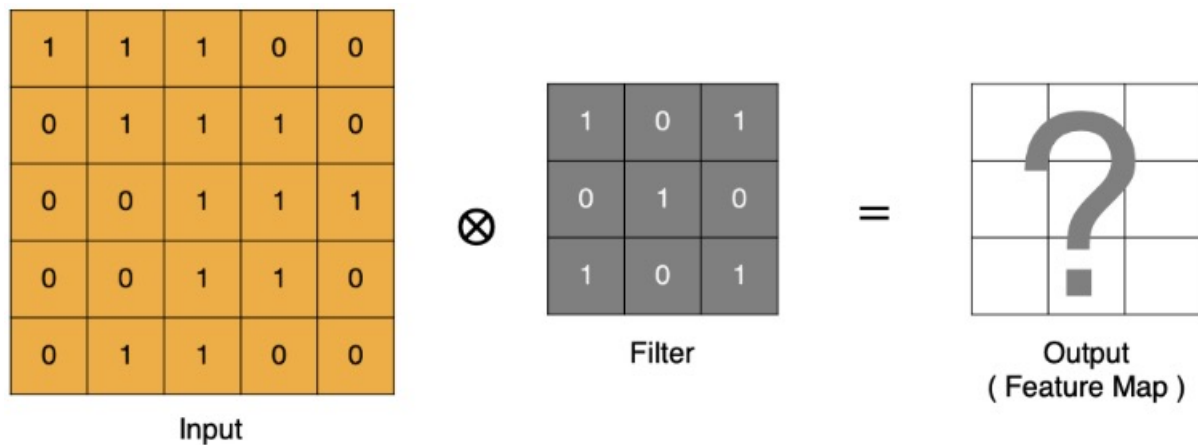 1 1 1 0 0
0 1 1 1 0
0 0 1 1 1
0 0 1 1 0
0 1 1 0 0
Input
⊗
1 0 1
0 1 0
1 0 1
Filter
=
?
Output
( Feature Map )